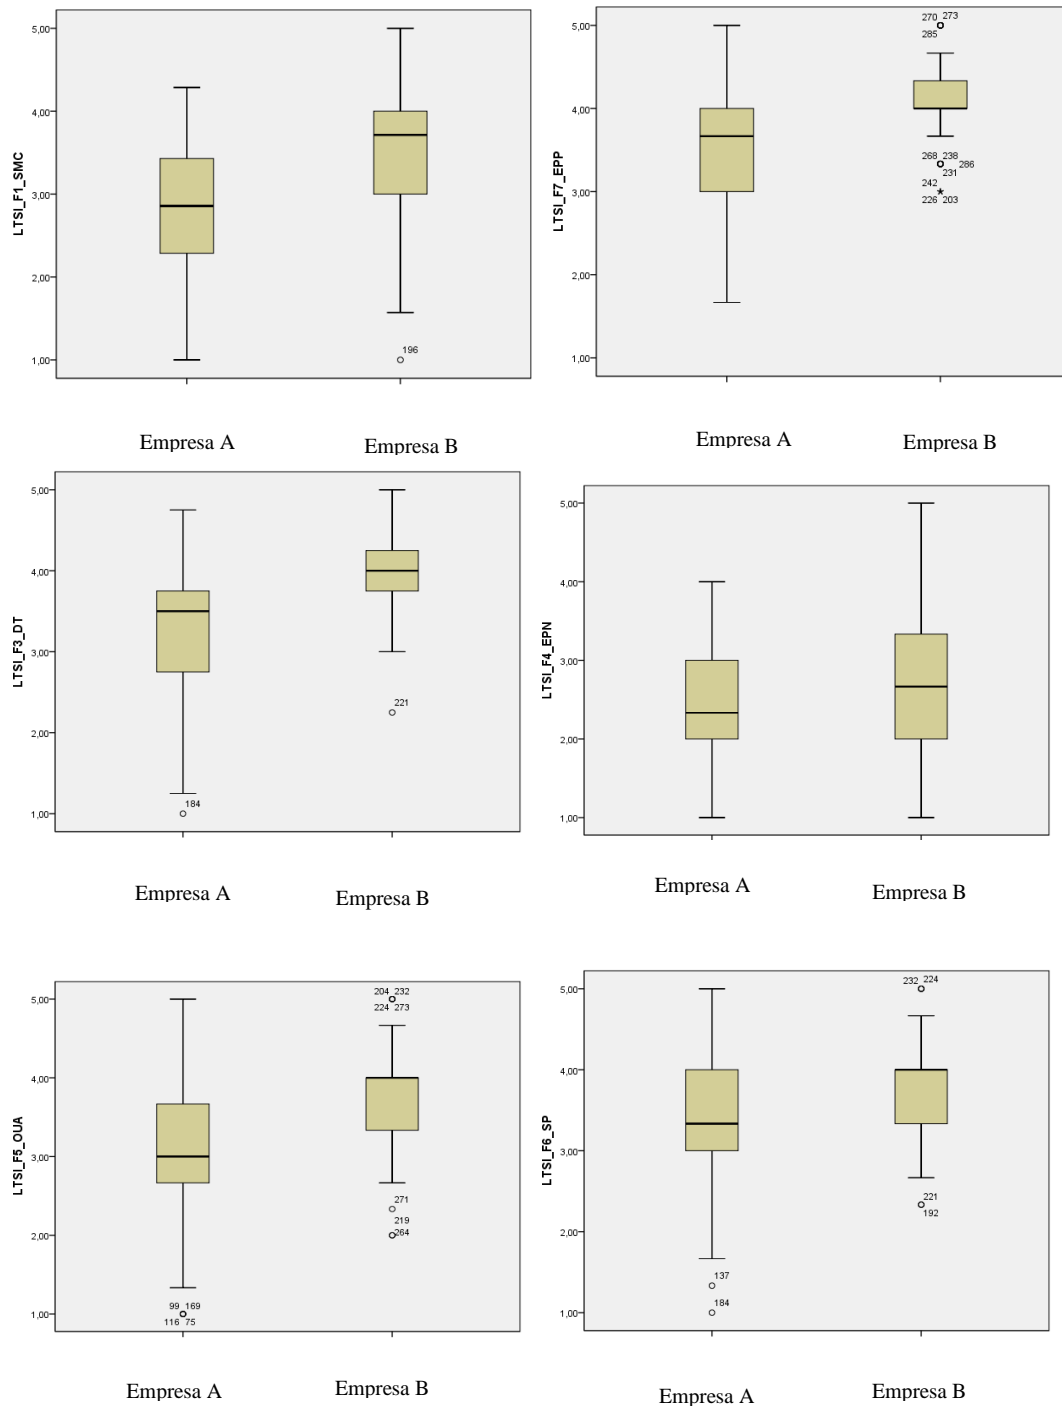 5,00
4,00
3,00
2,00
1,00
LTSI_F1_SMC
196
Empresa A
Empresa B
5,00
4,00
3,00
2,00
1,00
LTSI_F7_EPP
270 273
285
268 238
286
231
242
226 203
Empresa A
Empresa B
5,00
4,00
3,00
2,00
1,00
LTSI_F3_DT
184
221
Empresa A
Empresa B
5,00
4,00
3,00
2,00
1,00
LTSI_F4_EPN
Empresa A
Empresa B
5,00
4,00
3,00
2,00
1,00
LTSI_F5_OUA
99 169
116 75
204 232
224 273
271
219
264
Empresa A
Empresa B
5,00
4,00
3,00
2,00
1,00
LTSI_F6_SP
137
184
232 224
221
192
Empresa A
Empresa B